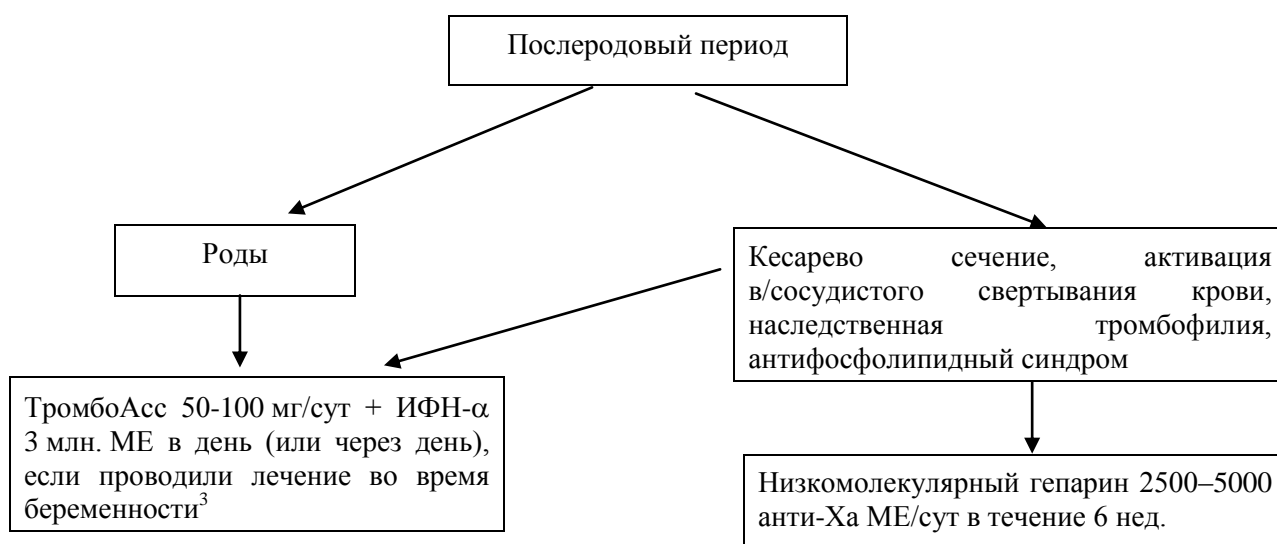 Послеродовый период
Роды
Кесарево сечение, активация
в/сосудистого свертывания крови,
наследственная тромбофилия,
антифосфолипидный синдром
ТромбоАсс 50-100 мг/сут + ИФН-α
3 млн. МЕ в день (или через день),
если проводили лечение во время
беременности³
Низкомолекулярный гепарин 2500–5000
анти-Ха МЕ/сут в течение 6 нед.